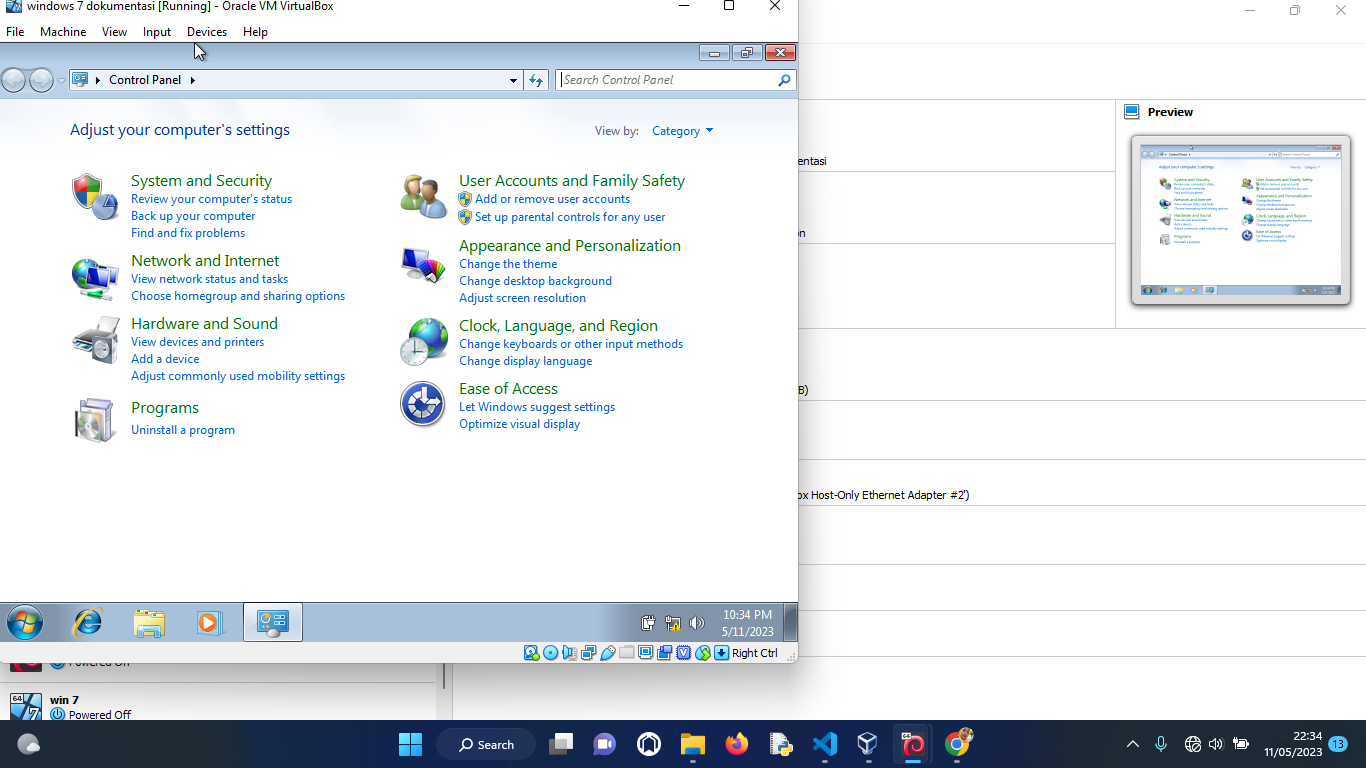 windows 7 dokumentasi [Running] - Oracle VM VirtualBox
File Machine View Input Devices Help
Control Panel
Search Control Panel
Adjust your computer's settings
View by: Category
System and Security
Review your computer's status
Back up your computer
Find and fix problems
Network and Internet
View network status and tasks
Choose homegroup and sharing options
Hardware and Sound
View devices and printers
Add a device
Adjust commonly used mobility settings
Programs
Uninstall a program
User Accounts and Family Safety
Add or remove user accounts
Set up parental controls for any user
Appearance and Personalization
Change the theme
Change desktop background
Adjust screen resolution
Clock, Language, and Region
Change keyboards or other input methods
Change display language
Ease of Access
Let Windows suggest settings
Optimize visual display
10:34 PM
5/11/2023
Right Ctrl
Preview
entasi
on
B)
ox Host-Only Ethernet Adapter #2')
Powered Off
64
win 7
Powered Off
Search
64
22:34
11/05/2023
13